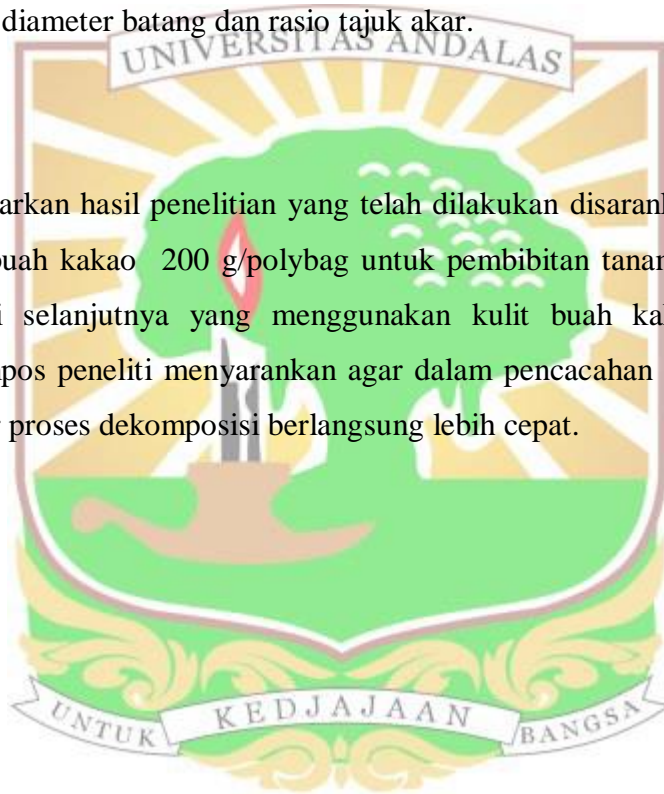 diameter batang dan rasio tajuk akar.
UNIVERSITAS ANDALAS
arkan hasil penelitian yang telah dilakukan disaranl
buah kakao 200 g/polybag untuk pembibitan tanar
i selanjutnya yang menggunakan kulit buah kal
npos peneliti menyarankan agar dalam pencacahan
proses dekomposisi berlangsung lebih cepat.
UNTUK KEDJAJAAN BANGSA